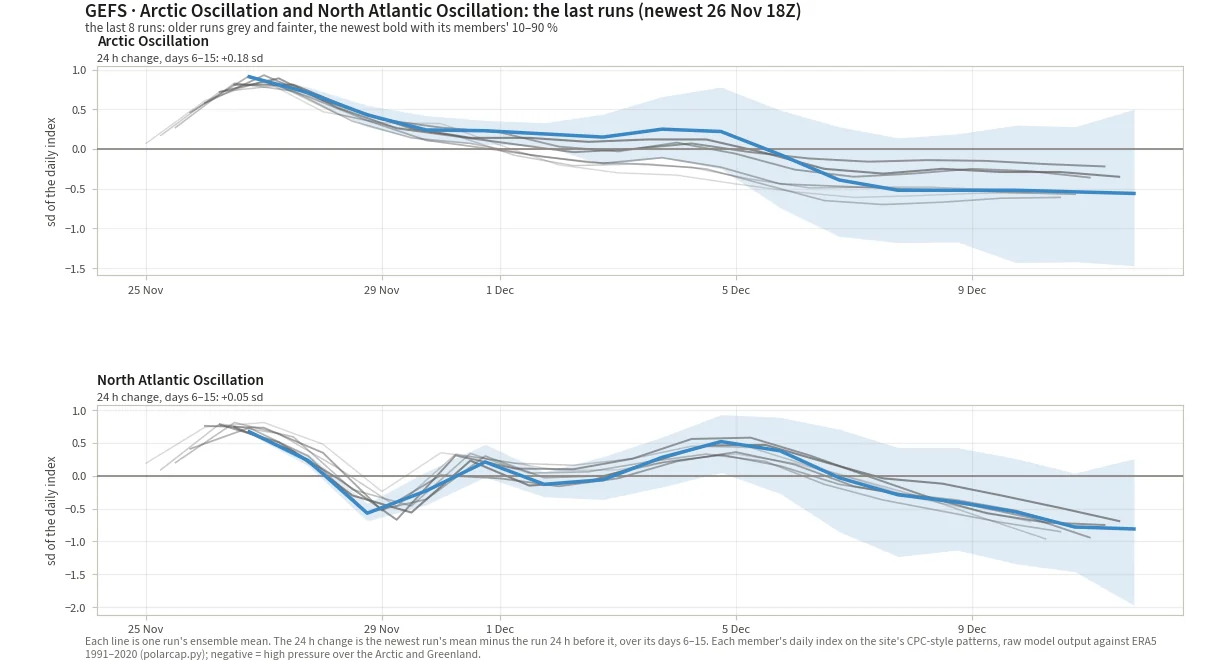 GEFS · Arctic Oscillation and North Atlantic Oscillation: the last runs (newest 26 Nov 18Z)
the last 8 runs: older runs grey and fainter, the newest bold with its members' 10–90 %
Arctic Oscillation
24 h change, days 6–15: +0.18 sd
sd of the daily index
1.0
0.5
0.0
−0.5
−1.0
−1.5
25 Nov
29 Nov
1 Dec
5 Dec
9 Dec
North Atlantic Oscillation
24 h change, days 6–15: +0.05 sd
sd of the daily index
1.0
0.5
0.0
−0.5
−1.0
−1.5
−2.0
25 Nov
29 Nov
1 Dec
5 Dec
9 Dec
Each line is one run's ensemble mean. The 24 h change is the newest run's mean minus the run 24 h before it, over its days 6–15. Each member's daily index on the site's CPC-style patterns, raw model output against ERA5
1991–2020 (polarcap.py); negative = high pressure over the Arctic and Greenland.